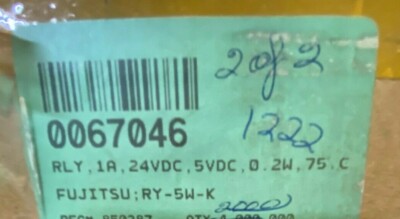 2 of 2
0067046
1222
RLY,1A,24VDC,5VDC,0.2W,75.C
FUJITSU;RY-5W-K
2000